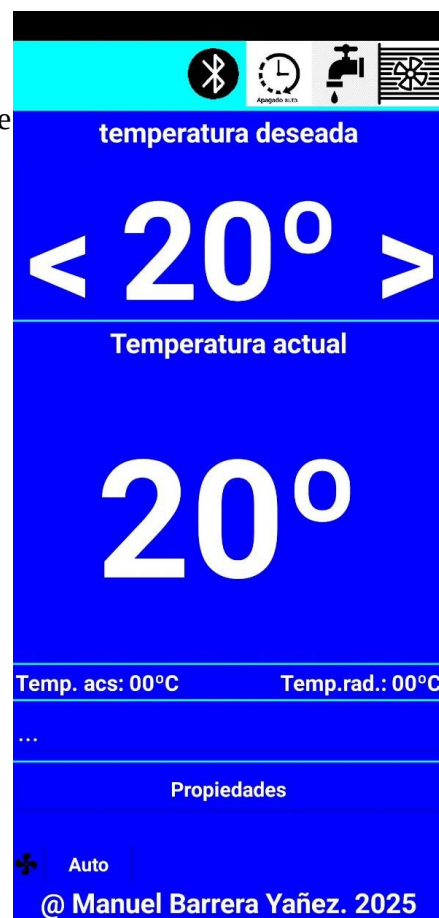 Apagado auto
e
temperatura deseada
< 20º >
Temperatura actual
20º
Temp. acs: 00ºC Temp.rad.: 00ºC
...
Propiedades
Auto
@ Manuel Barrera Yañez. 2025